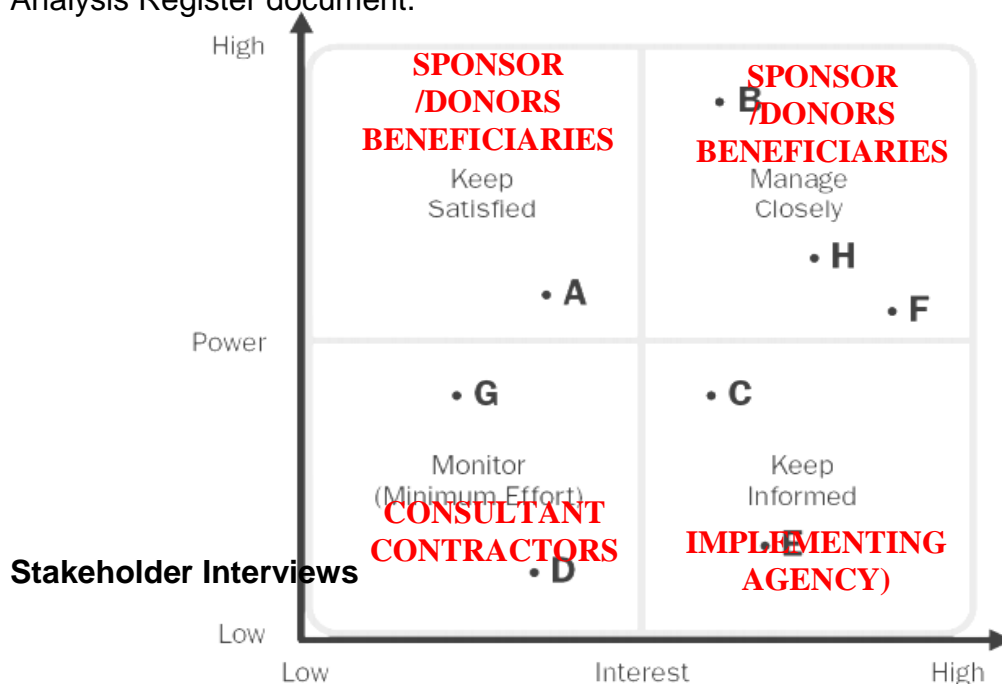 Analysis Register document.
High
SPONSOR
/DONORS
BENEFICIARIES
SPONSOR
/DONORS
BENEFICIARIES
• B
Keep
Satisfied
Manage
Closely
• H
• A
• F
Power
• G
• C
Monitor
(Minimum Effort)
Keep
Informed
CONSULTANT
CONTRACTORS
IMPLEMENTING
AGENCY)
• E
Stakeholder Interviews
• D
Low
Low
Interest
High